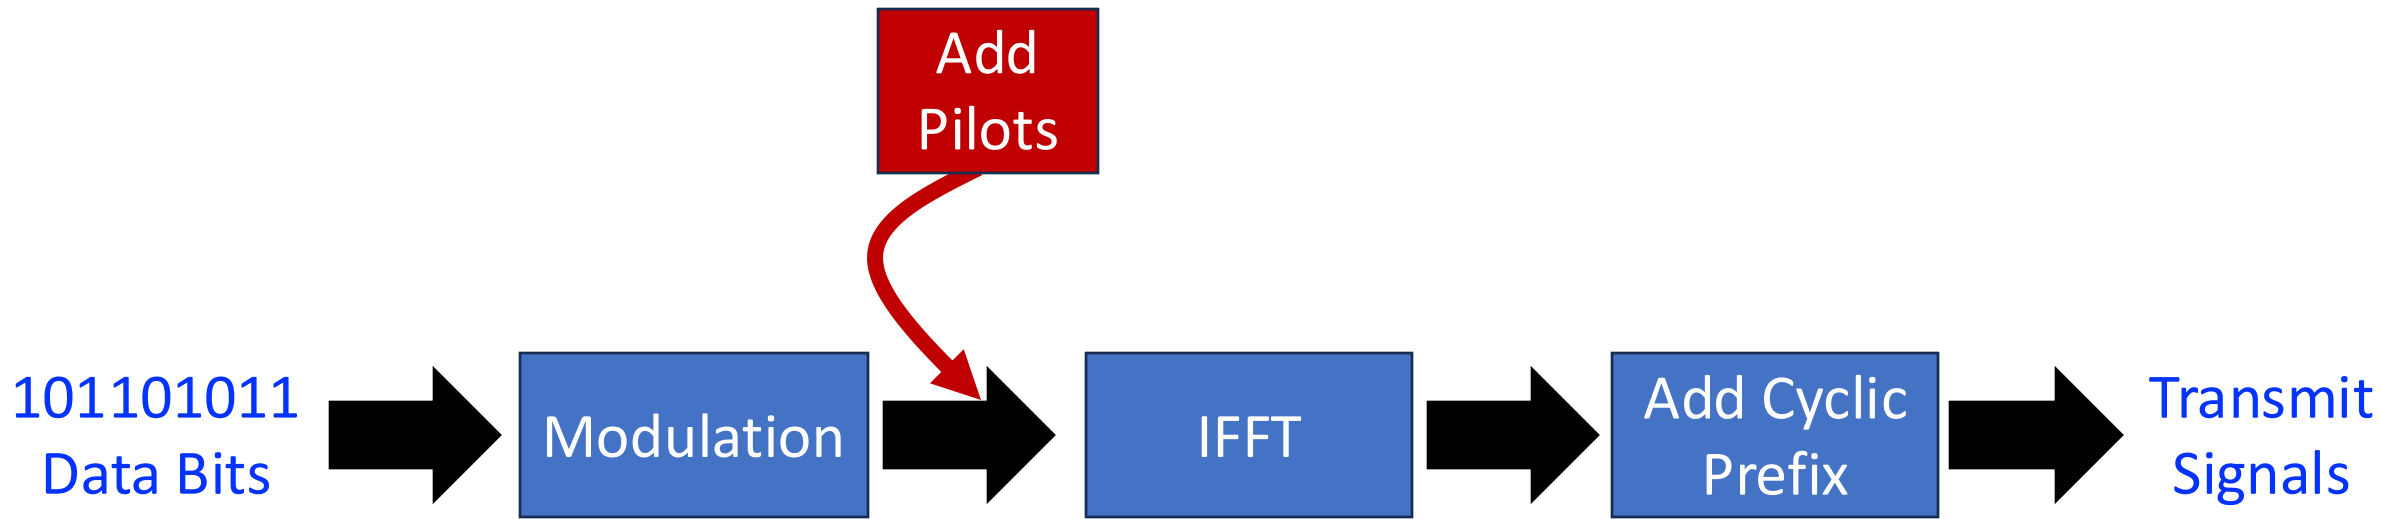 Add
Pilots
101101011
Data Bits
Modulation
IFFT
Add Cyclic
Prefix
Transmit
Signals